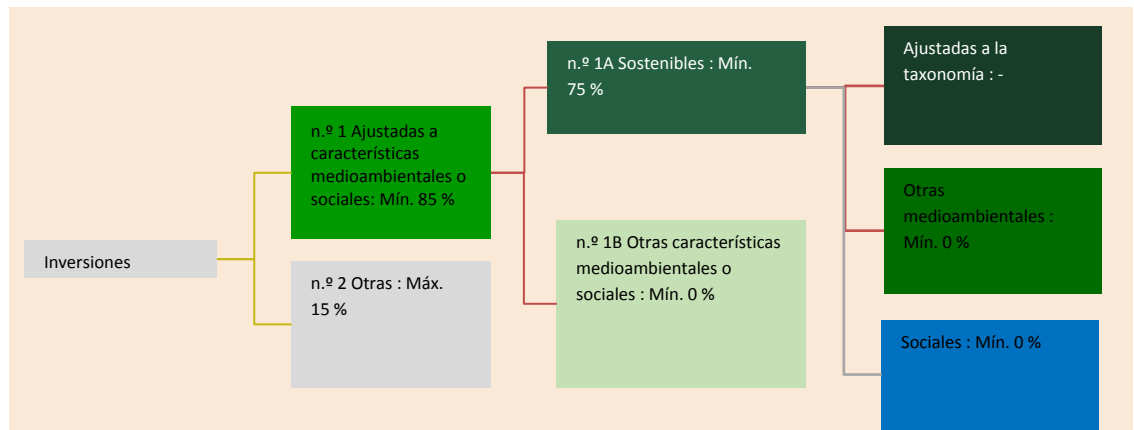 Inversiones
n.º 1 Ajustadas a
características
medioambientales o
sociales: Mín. 85 %
n.º 2 Otras : Máx.
15 %
n.º 1A Sostenibles : Mín.
75 %
n.º 1B Otras características
medioambientales o
sociales : Mín. 0 %
Ajustadas a la
taxonomía : -
Otras
medioambientales :
Mín. 0 %
Sociales : Mín. 0 %